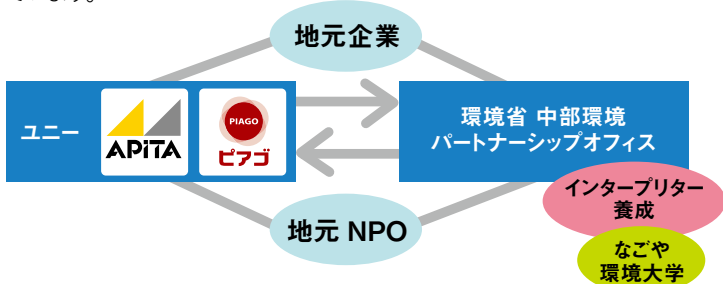 地元企業
ユニー
APiTA
PIAGO
ピアゴ
環境省 中部環境
パートナーシップオフィス
地元 NPO
インタープリター
養成
なごや
環境大学